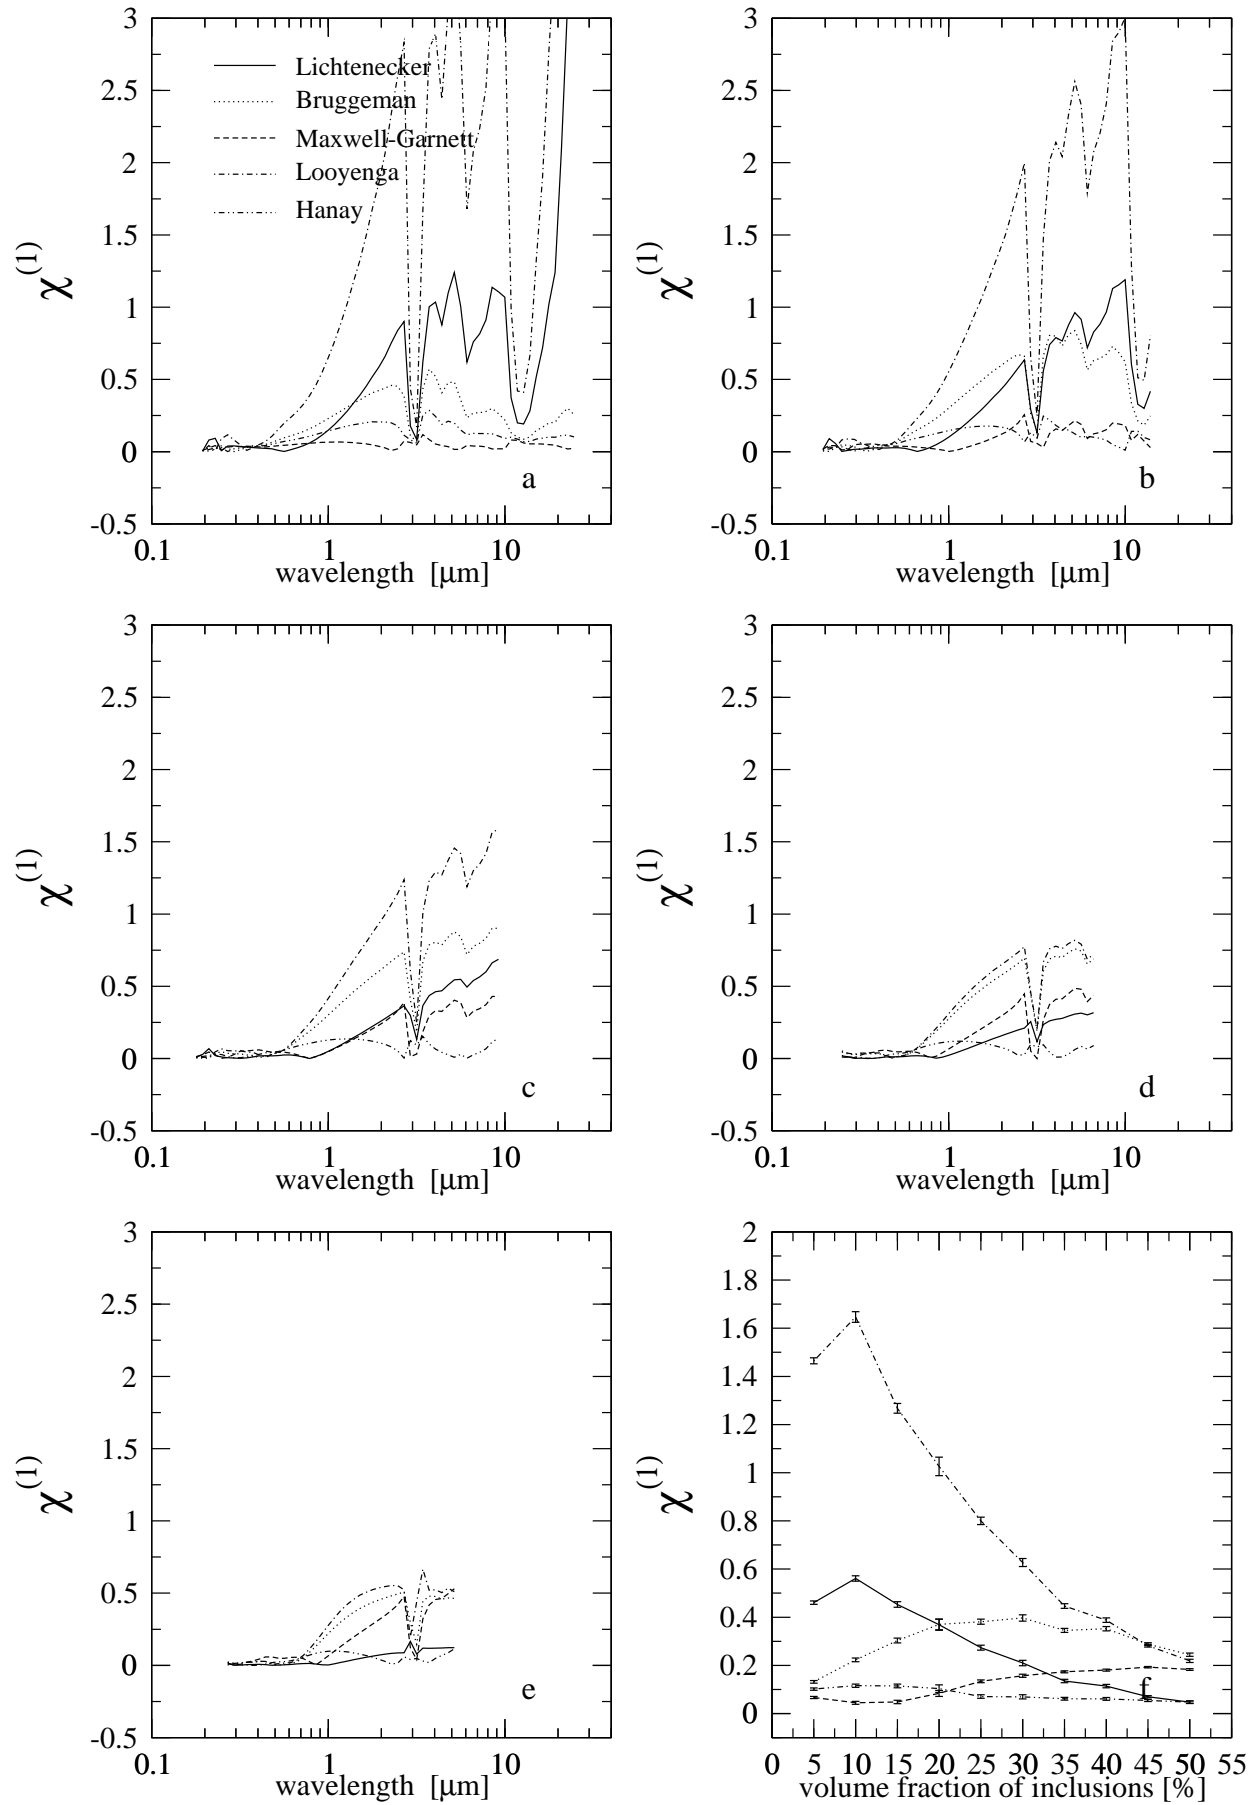 3
2.5
2
1.5
1
0.5
0
-0.5
χ(1)
Lichtenecker
Bruggeman
Maxwell-Garnett
Looyenga
Hanay
a
0.1 1 10
wavelength [μm]
3
2.5
2
1.5
1
0.5
0
-0.5
χ(1)
b
0.1 1 10
wavelength [μm]
3
2.5
2
1.5
1
0.5
0
-0.5
χ(1)
c
0.1 1 10
wavelength [μm]
3
2.5
2
1.5
1
0.5
0
-0.5
χ(1)
d
0.1 1 10
wavelength [μm]
3
2.5
2
1.5
1
0.5
0
-0.5
χ(1)
e
0.1 1 10
wavelength [μm]
2
1.8
1.6
1.4
1.2
1
0.8
0.6
0.4
0.2
0
χ(1)
f
0 5 10 15 20 25 30 35 40 45 50 55
volume fraction of inclusions [%]